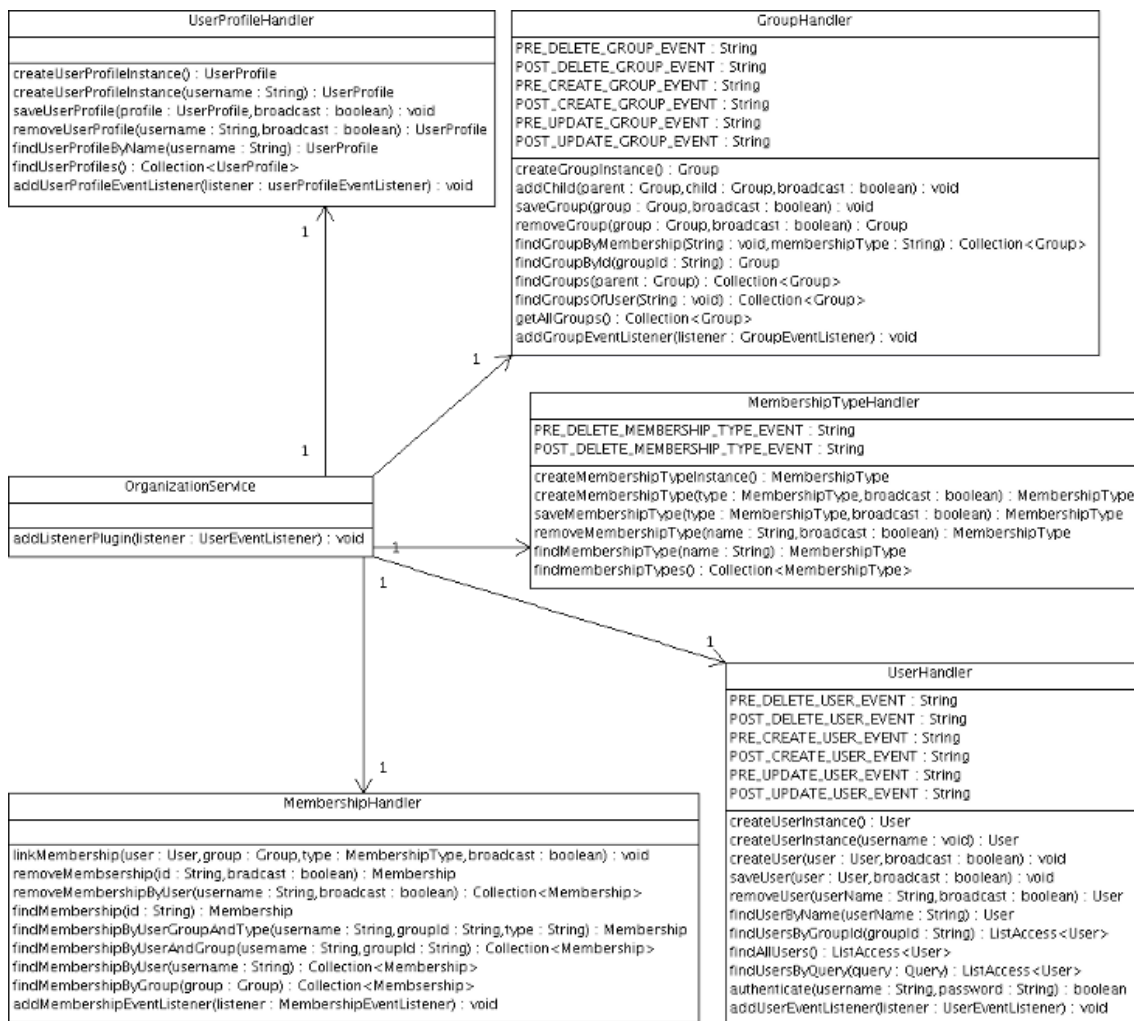 UserProfileHandler
createUserProfileInstance() : UserProfile
createUserProfileInstance(username : String) : UserProfile
saveUserProfile(profile : UserProfile,broadcast : boolean) : void
removeUserProfile(username : String,broadcast : boolean) : UserProfile
findUserProfileByName(username : String) : UserProfile
findUserProfiles() : Collection<UserProfile>
addUserProfileEventListener(listener : userProfileEventListener) : void
GroupHandler
PRE_DELETE_GROUP_EVENT : String
POST_DELETE_GROUP_EVENT : String
PRE_CREATE_GROUP_EVENT : String
POST_CREATE_GROUP_EVENT : String
PRE_UPDATE_GROUP_EVENT : String
POST_UPDATE_GROUP_EVENT : String
createGroupInstance() : Group
addChild(parent : Group,child : Group,broadcast : boolean) : void
saveGroup(group : Group,broadcast : boolean) : void
removeGroup(group : Group,broadcast : boolean) : Group
findGroupByMembership(String : void,membershipType : String) : Collection<Group>
findGroupById(groupId : String) : Group
findGroups(parent : Group) : Collection<Group>
findGroupsOfUser(String : void) : Collection<Group>
getAllGroups() : Collection<Group>
addGroupEventListener(listener : GroupEventListener) : void
1
1
1
MembershipTypeHandler
PRE_DELETE_MEMBERSHIP_TYPE_EVENT : String
POST_DELETE_MEMBERSHIP_TYPE_EVENT : String
createMembershipTypeInstance() : MembershipType
createMembershipType(type : MembershipType,broadcast : boolean) : MembershipType
saveMembershipType(type : MembershipType,broadcast : boolean) : MembershipType
removeMembershipType(name : String,broadcast : boolean) : MembershipType
findMembershipType(name : String) : MembershipType
findmembershipTypes() : Collection<MembershipType>
OrganizationService
addListenerPlugin(listener : UserEventListener) : void
1
1
1
1
UserHandler
PRE_DELETE_USER_EVENT : String
POST_DELETE_USER_EVENT : String
PRE_CREATE_USER_EVENT : String
POST_CREATE_USER_EVENT : String
PRE_UPDATE_USER_EVENT : String
POST_UPDATE_USER_EVENT : String
createUserInstance() : User
createUserInstance(username : void) : User
createUser(user : User,broadcast : boolean) : void
saveUser(user : User,broadcast : boolean) : void
removeUser(userName : String,broadcast : boolean) : User
findUserByName(userName : String) : User
findUsersByGroupId(groupId : String) : ListAccess<User>
findAllUsers() : ListAccess<User>
findUsersByQuery(query : Query) : ListAccess<User>
authenticate(username : String,password : String) : boolean
addUserEventListener(listener : UserEventListener) : void
MembershipHandler
linkMembership(user : User,group : Group,type : MembershipType,broadcast : boolean) : void
removeMembsership(id : String,bradcast : boolean) : Membership
removeMembershipByUser(username : String,broadcast : boolean) : Collection<Membership>
findMembership(id : String) : Membership
findMembershipByUserGroupAndType(username : String,groupId : String,type : String) : Membership
findMembershipByUserAndGroup(username : String,groupId : String) : Collection<Membership>
findMembershipByUser(username : String) : Collection<Membership>
findMembershipByGroup(group : Group) : Collection<Membsership>
addMembershipEventListener(listener : MembershipEventListener) : void